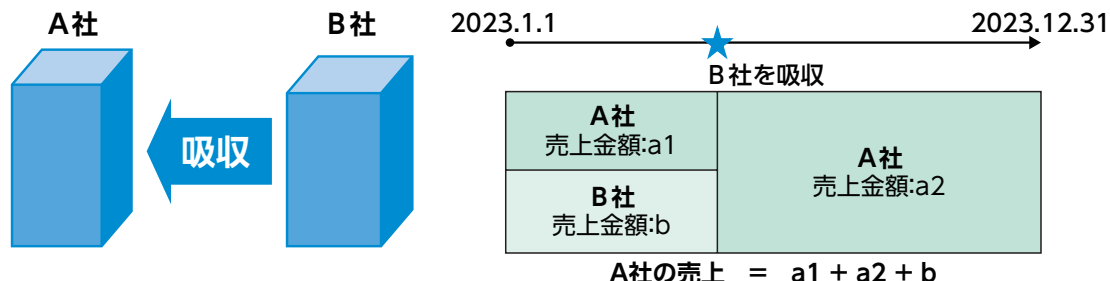 A社
B社
吸収
2023.1.1
2023.12.31
B社を吸収
A社
売上金額:a1
B社
売上金額:b
A社
売上金額:a2
A社の売上 = a1 + a2 + b